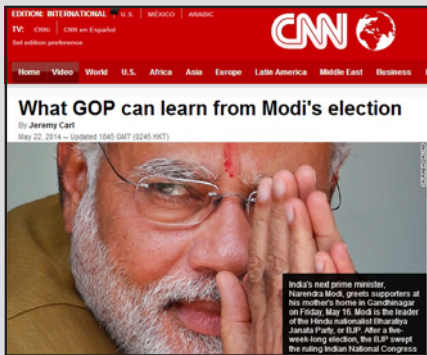 EDITION: INTERNATIONAL U.S. MÉXICO ARABIC
TV: CNNi CNN en Español
Set edition preference
CNN
Home Video World U.S. Africa Asia Europe Latin America Middle East Business
What GOP can learn from Modi's election
By Jeremy Carl
May 22, 2014 -- Updated 1845 GMT (0245 HKT)
India's next prime minister,
Narendra Modi, greets supporters at
his mother's home in Gandhinagar
on Friday, May 16. Modi is the leader
of the Hindu nationalist Bharatiya
Janata Party, or BJP. After a five-
week-long election, the BJP swept
the ruling Indian National Congress